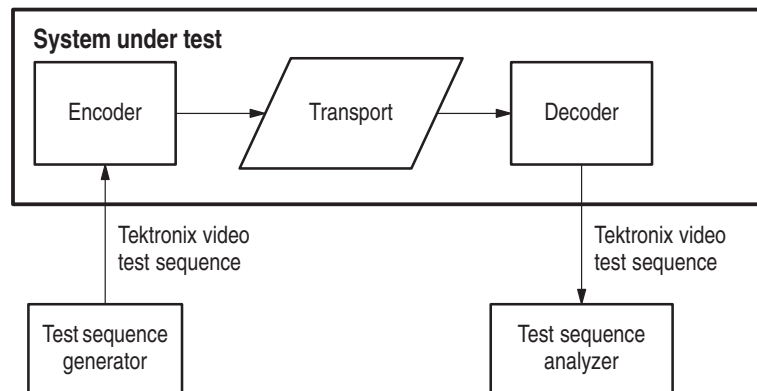 System under test
Encoder
Transport
Decoder
Tektronix video
test sequence
Tektronix video
test sequence
Test sequence
generator
Test sequence
analyzer